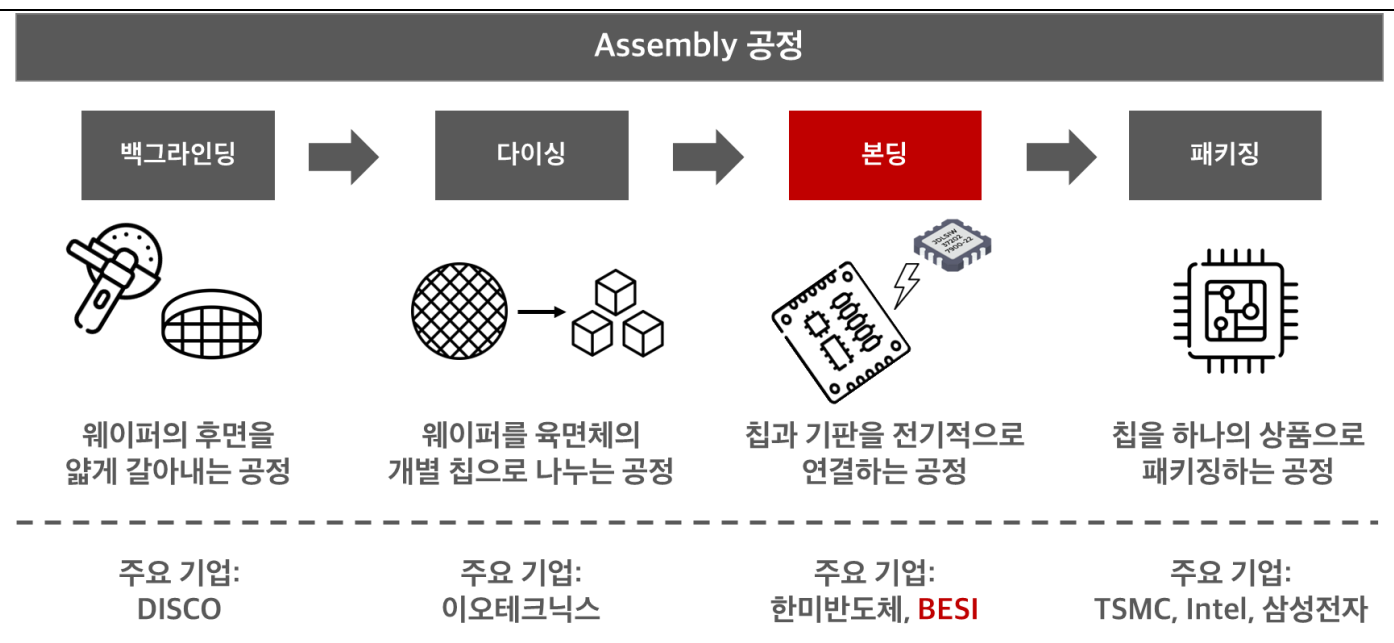 Assembly 공정
백그라인딩
다이싱
본딩
패키징
JDLSIW
37202
7900-22
웨이퍼의 후면을
얇게 갈아내는 공정
웨이퍼를 육면체의
개별 칩으로 나누는 공정
칩과 기판을 전기적으로
연결하는 공정
칩을 하나의 상품으로
패키징하는 공정
주요 기업:
DISCO
주요 기업:
이오테크닉스
주요 기업:
한미반도체, BESI
주요 기업:
TSMC, Intel, 삼성전자